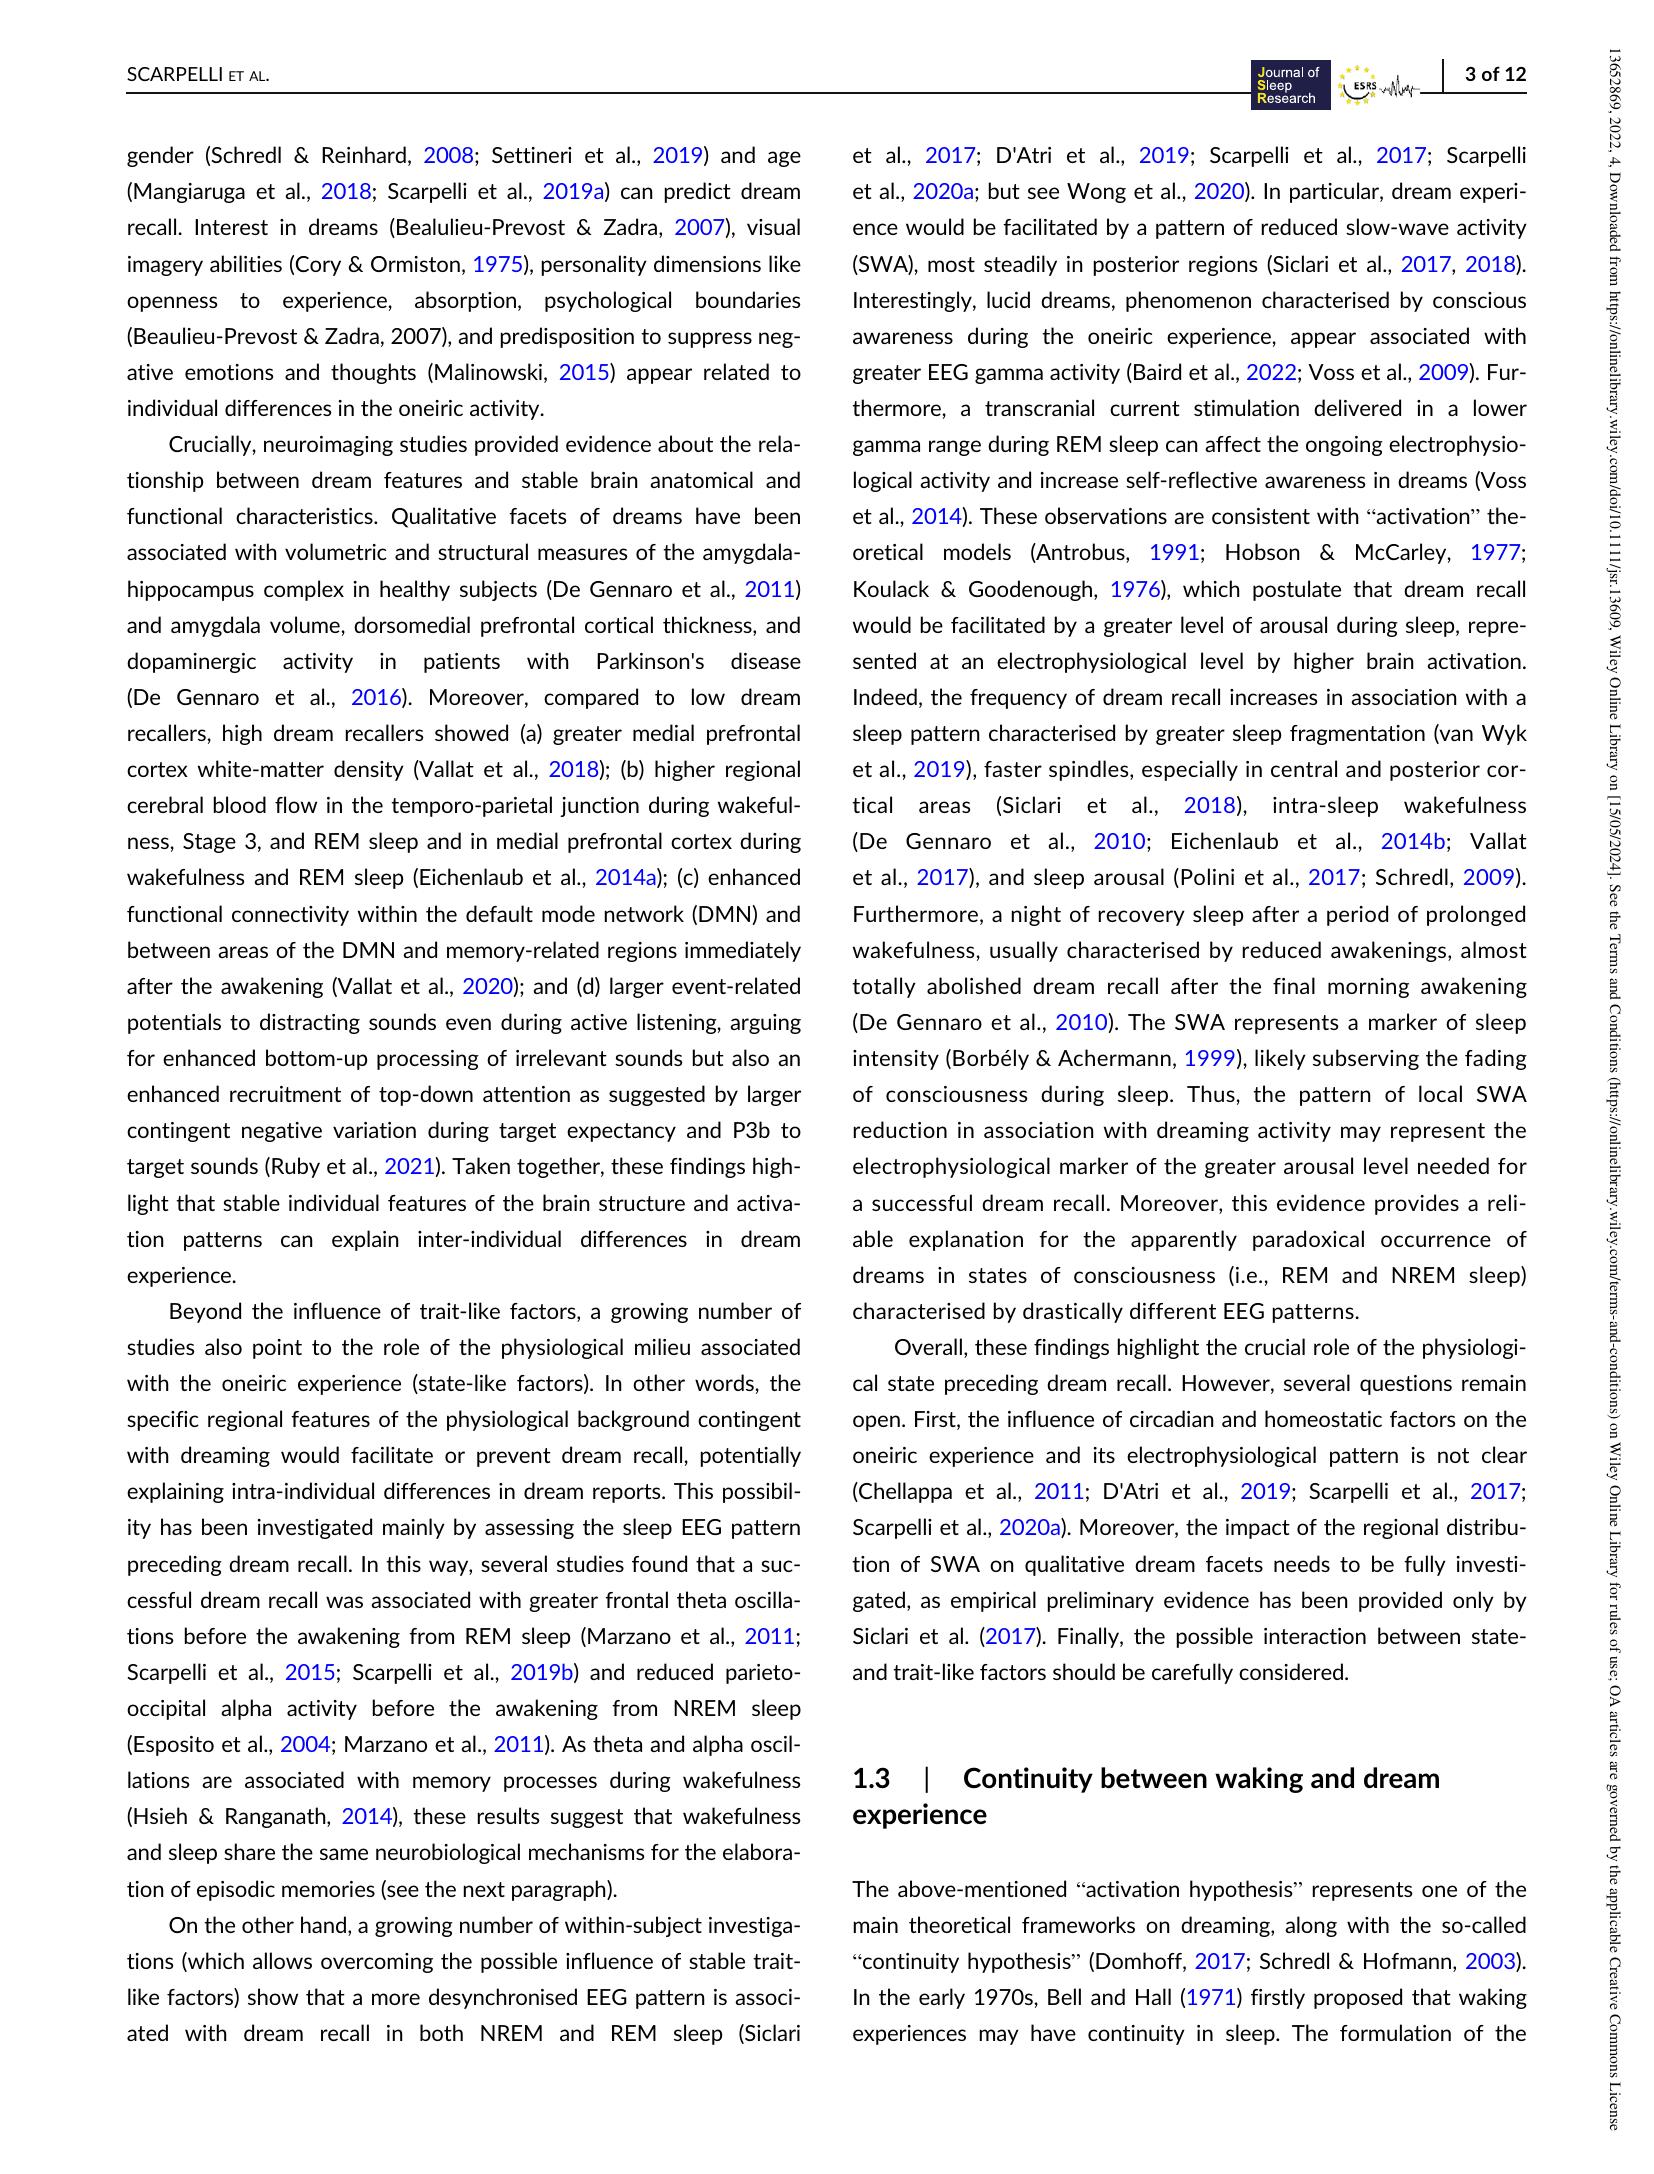 SCARPELLI ET AL.
Journal of
Sleep
Research
ESRS
3 of 12
gender (Schredl & Reinhard, 2008; Settineri et al., 2019) and age
(Mangiaruga et al., 2018; Scarpelli et al., 2019a) can predict dream
recall. Interest in dreams (Bealulieu-Prevost & Zadra, 2007), visual
imagery abilities (Cory & Ormiston, 1975), personality dimensions like
openness to experience, absorption, psychological boundaries
(Beaulieu-Prevost & Zadra, 2007), and predisposition to suppress neg-
ative emotions and thoughts (Malinowski, 2015) appear related to
individual differences in the oneiric activity.
Crucially, neuroimaging studies provided evidence about the rela-
tionship between dream features and stable brain anatomical and
functional characteristics. Qualitative facets of dreams have been
associated with volumetric and structural measures of the amygdala-
hippocampus complex in healthy subjects (De Gennaro et al., 2011)
and amygdala volume, dorsomedial prefrontal cortical thickness, and
dopaminergic activity in patients with Parkinson's disease
(De Gennaro et al., 2016). Moreover, compared to low dream
recallers, high dream recallers showed (a) greater medial prefrontal
cortex white-matter density (Vallat et al., 2018); (b) higher regional
cerebral blood flow in the temporo-parietal junction during wakeful-
ness, Stage 3, and REM sleep and in medial prefrontal cortex during
wakefulness and REM sleep (Eichenlaub et al., 2014a); (c) enhanced
functional connectivity within the default mode network (DMN) and
between areas of the DMN and memory-related regions immediately
after the awakening (Vallat et al., 2020); and (d) larger event-related
potentials to distracting sounds even during active listening, arguing
for enhanced bottom-up processing of irrelevant sounds but also an
enhanced recruitment of top-down attention as suggested by larger
contingent negative variation during target expectancy and P3b to
target sounds (Ruby et al., 2021). Taken together, these findings high-
light that stable individual features of the brain structure and activa-
tion patterns can explain inter-individual differences in dream
experience.
Beyond the influence of trait-like factors, a growing number of
studies also point to the role of the physiological milieu associated
with the oneiric experience (state-like factors). In other words, the
specific regional features of the physiological background contingent
with dreaming would facilitate or prevent dream recall, potentially
explaining intra-individual differences in dream reports. This possibil-
ity has been investigated mainly by assessing the sleep EEG pattern
preceding dream recall. In this way, several studies found that a suc-
cessful dream recall was associated with greater frontal theta oscilla-
tions before the awakening from REM sleep (Marzano et al., 2011;
Scarpelli et al., 2015; Scarpelli et al., 2019b) and reduced parieto-
occipital alpha activity before the awakening from NREM sleep
(Esposito et al., 2004; Marzano et al., 2011). As theta and alpha oscil-
lations are associated with memory processes during wakefulness
(Hsieh & Ranganath, 2014), these results suggest that wakefulness
and sleep share the same neurobiological mechanisms for the elabora-
tion of episodic memories (see the next paragraph).
On the other hand, a growing number of within-subject investiga-
tions (which allows overcoming the possible influence of stable trait-
like factors) show that a more desynchronised EEG pattern is associ-
ated with dream recall in both NREM and REM sleep (Siclari
et al., 2017; D'Atri et al., 2019; Scarpelli et al., 2017; Scarpelli
et al., 2020a; but see Wong et al., 2020). In particular, dream experi-
ence would be facilitated by a pattern of reduced slow-wave activity
(SWA), most steadily in posterior regions (Siclari et al., 2017, 2018).
Interestingly, lucid dreams, phenomenon characterised by conscious
awareness during the oneiric experience, appear associated with
greater EEG gamma activity (Baird et al., 2022; Voss et al., 2009). Fur-
thermore, a transcranial current stimulation delivered in a lower
gamma range during REM sleep can affect the ongoing electrophysio-
logical activity and increase self-reflective awareness in dreams (Voss
et al., 2014). These observations are consistent with “activation” the-
oretical models (Antrobus, 1991; Hobson & McCarley, 1977;
Koulack & Goodenough, 1976), which postulate that dream recall
would be facilitated by a greater level of arousal during sleep, repre-
sented at an electrophysiological level by higher brain activation.
Indeed, the frequency of dream recall increases in association with a
sleep pattern characterised by greater sleep fragmentation (van Wyk
et al., 2019), faster spindles, especially in central and posterior cor-
tical areas (Siclari et al., 2018), intra-sleep wakefulness
(De Gennaro et al., 2010; Eichenlaub et al., 2014b; Vallat
et al., 2017), and sleep arousal (Polini et al., 2017; Schredl, 2009).
Furthermore, a night of recovery sleep after a period of prolonged
wakefulness, usually characterised by reduced awakenings, almost
totally abolished dream recall after the final morning awakening
(De Gennaro et al., 2010). The SWA represents a marker of sleep
intensity (Borbély & Achermann, 1999), likely subserving the fading
of consciousness during sleep. Thus, the pattern of local SWA
reduction in association with dreaming activity may represent the
electrophysiological marker of the greater arousal level needed for
a successful dream recall. Moreover, this evidence provides a reli-
able explanation for the apparently paradoxical occurrence of
dreams in states of consciousness (i.e., REM and NREM sleep)
characterised by drastically different EEG patterns.
Overall, these findings highlight the crucial role of the physiologi-
cal state preceding dream recall. However, several questions remain
open. First, the influence of circadian and homeostatic factors on the
oneiric experience and its electrophysiological pattern is not clear
(Chellappa et al., 2011; D'Atri et al., 2019; Scarpelli et al., 2017;
Scarpelli et al., 2020a). Moreover, the impact of the regional distribu-
tion of SWA on qualitative dream facets needs to be fully investi-
gated, as empirical preliminary evidence has been provided only by
Siclari et al. (2017). Finally, the possible interaction between state-
and trait-like factors should be carefully considered.
1.3 | Continuity between waking and dream
experience
The above-mentioned “activation hypothesis” represents one of the
main theoretical frameworks on dreaming, along with the so-called
“continuity hypothesis” (Domhoff, 2017; Schredl & Hofmann, 2003).
In the early 1970s, Bell and Hall (1971) firstly proposed that waking
experiences may have continuity in sleep. The formulation of the
13652869, 2022, 4, Downloaded from https://onlinelibrary.wiley.com/doi/10.1111/jsr.13609, Wiley Online Library on [15/05/2024]. See the Terms and Conditions (https://onlinelibrary.wiley.com/terms-and-conditions) on Wiley Online Library for rules of use; OA articles are governed by the applicable Creative Commons License